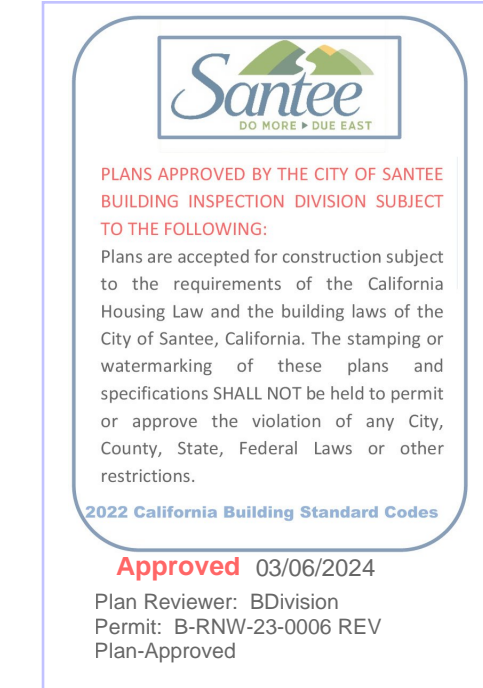 Santee
DO MORE ▶ DUE EAST
PLANS APPROVED BY THE CITY OF SANTEE
BUILDING INSPECTION DIVISION SUBJECT
TO THE FOLLOWING:
Plans are accepted for construction subject
to the requirements of the California
Housing Law and the building laws of the
City of Santee, California. The stamping or
watermarking of these plans and
specifications SHALL NOT be held to permit
or approve the violation of any City,
County, State, Federal Laws or other
restrictions.
2022 California Building Standard Codes
Approved 03/06/2024
Plan Reviewer: BDivision
Permit: B-RNW-23-0006 REV
Plan-Approved